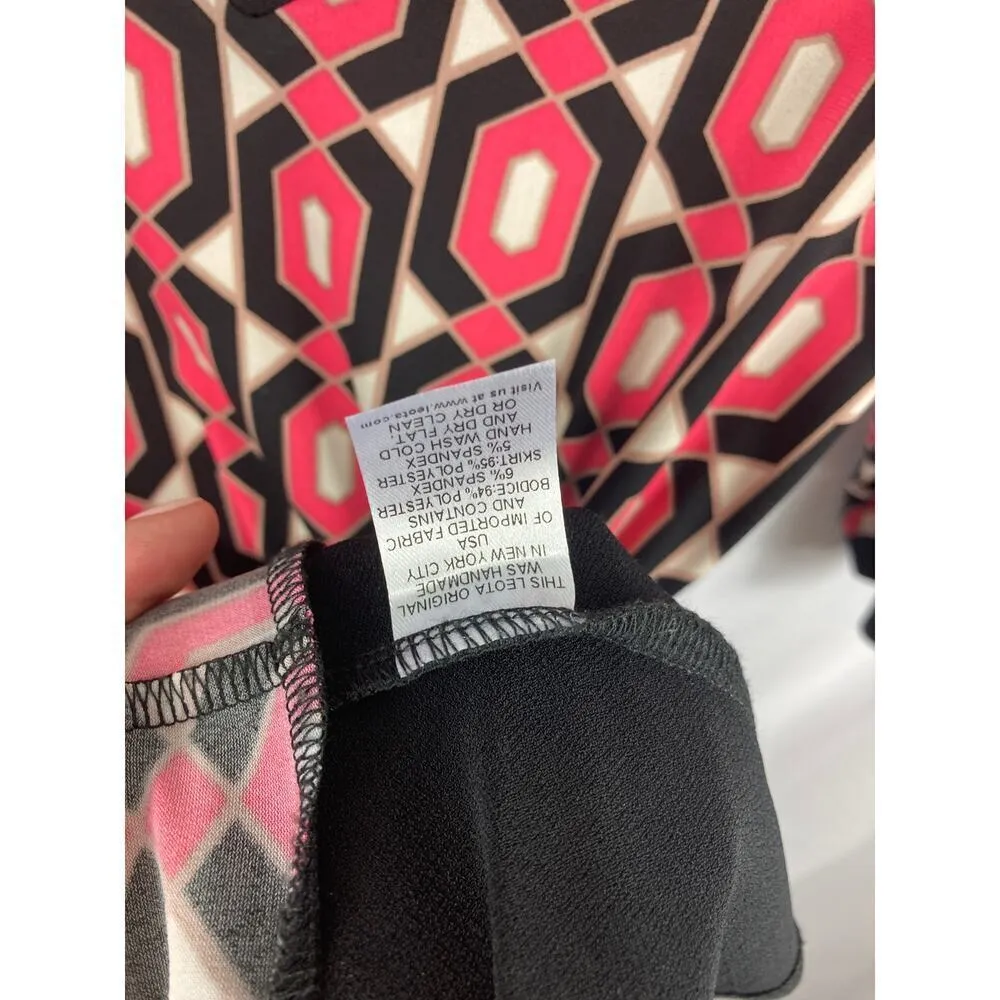 THIS LEOTA ORIGINAL
WAS HANDMADE
IN NEW YORK CITY
USA
OF IMPORTED FABRIC
AND CONTAINS
BODICE:94% POLYESTER
6% SPANDEX
SKIRT:95% POLYESTER
5% SPANDEX
HAND WASH COLD
AND DRY FLAT.
OR DRY CLEAN
Visit us at www.leota.com